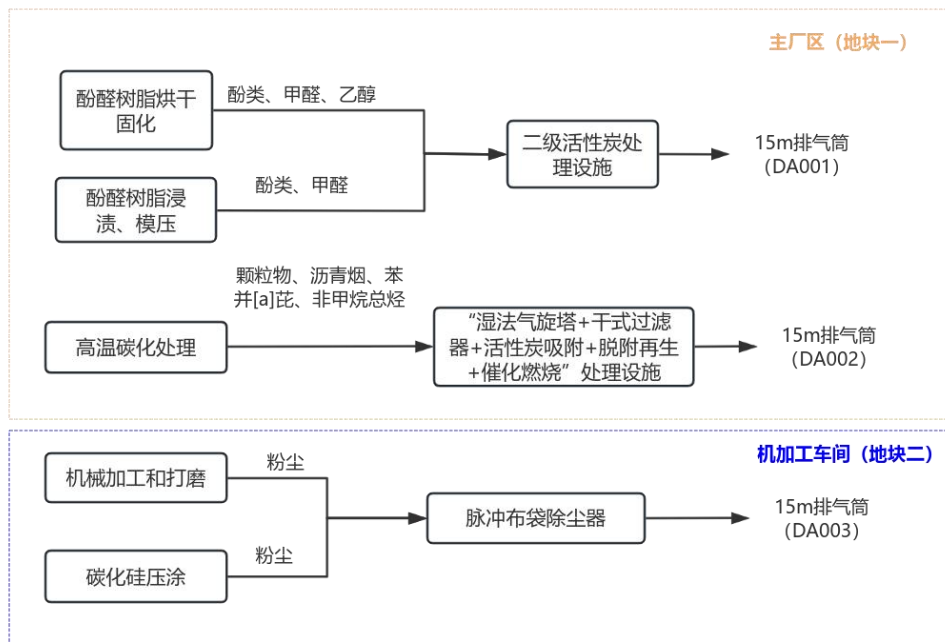 主厂区（地块一）
酚醛树脂烘干
固化
酚类、甲醛、乙醇
二级活性炭处
理设施
15m排气筒
（DA001）
酚醛树脂浸
渍、模压
酚类、甲醛
颗粒物、沥青烟、苯
并[a]芘、非甲烷总烃
高温碳化处理
“湿法气旋塔+干式过滤
器+活性炭吸附+脱附再生
+催化燃烧”处理设施
15m排气筒
（DA002）
机加工车间（地块二）
机械加工和打磨
粉尘
脉冲布袋除尘器
15m排气筒
（DA003）
碳化硅压涂
粉尘